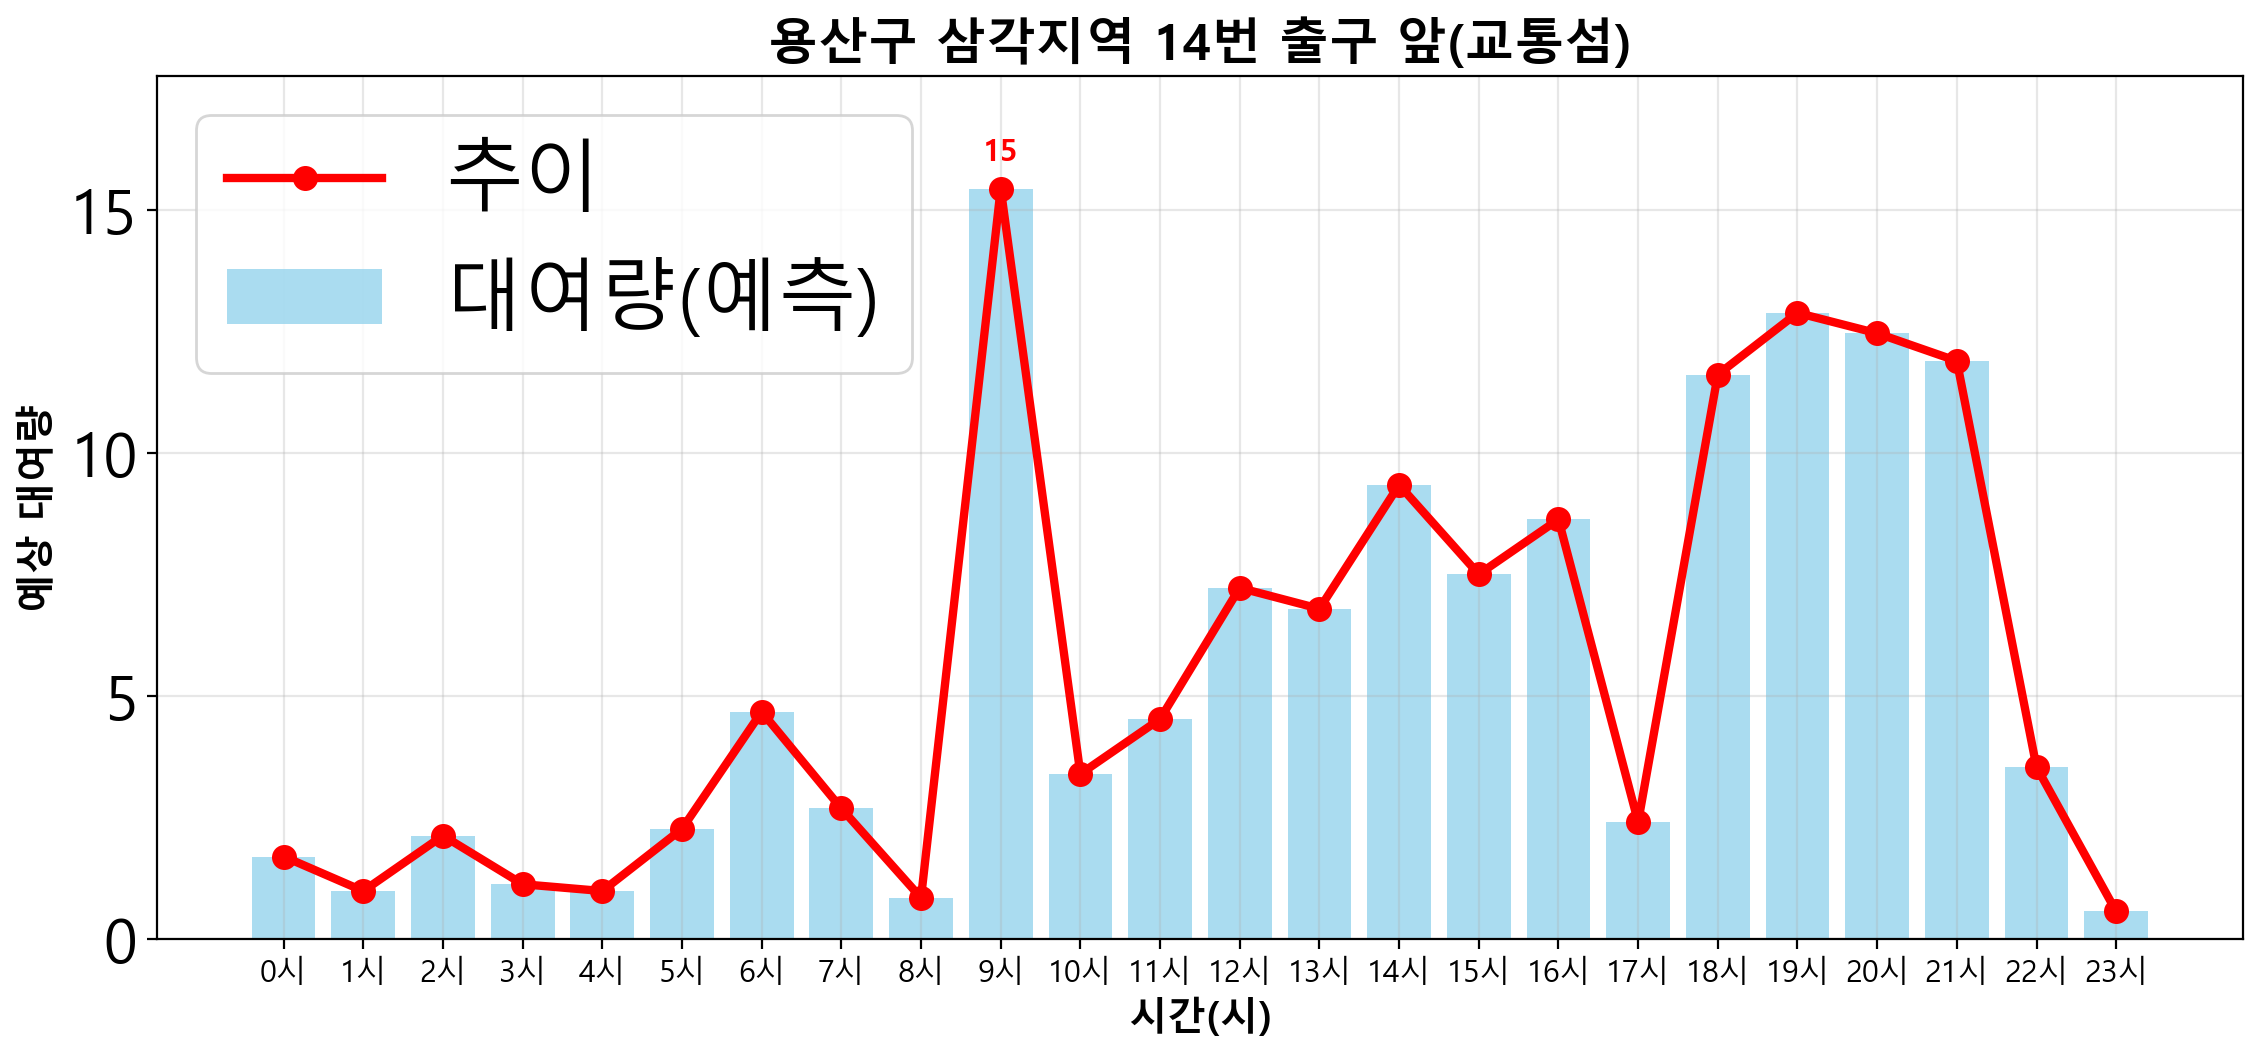 용산구 삼각지역 14번 출구 앞(교통섬)
추이
대여량(예측)
15
예상 대여량
15
10
5
0
0시 1시 2시 3시 4시 5시 6시 7시 8시 9시 10시 11시 12시 13시 14시 15시 16시 17시 18시 19시 20시 21시 22시 23시
시간(시)